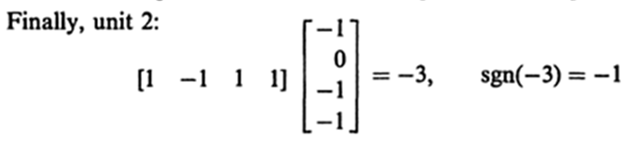 Finally, unit 2:
[1 −1 1 1] [−1 0 −1 −1] = −3, sgn(−3) = −1